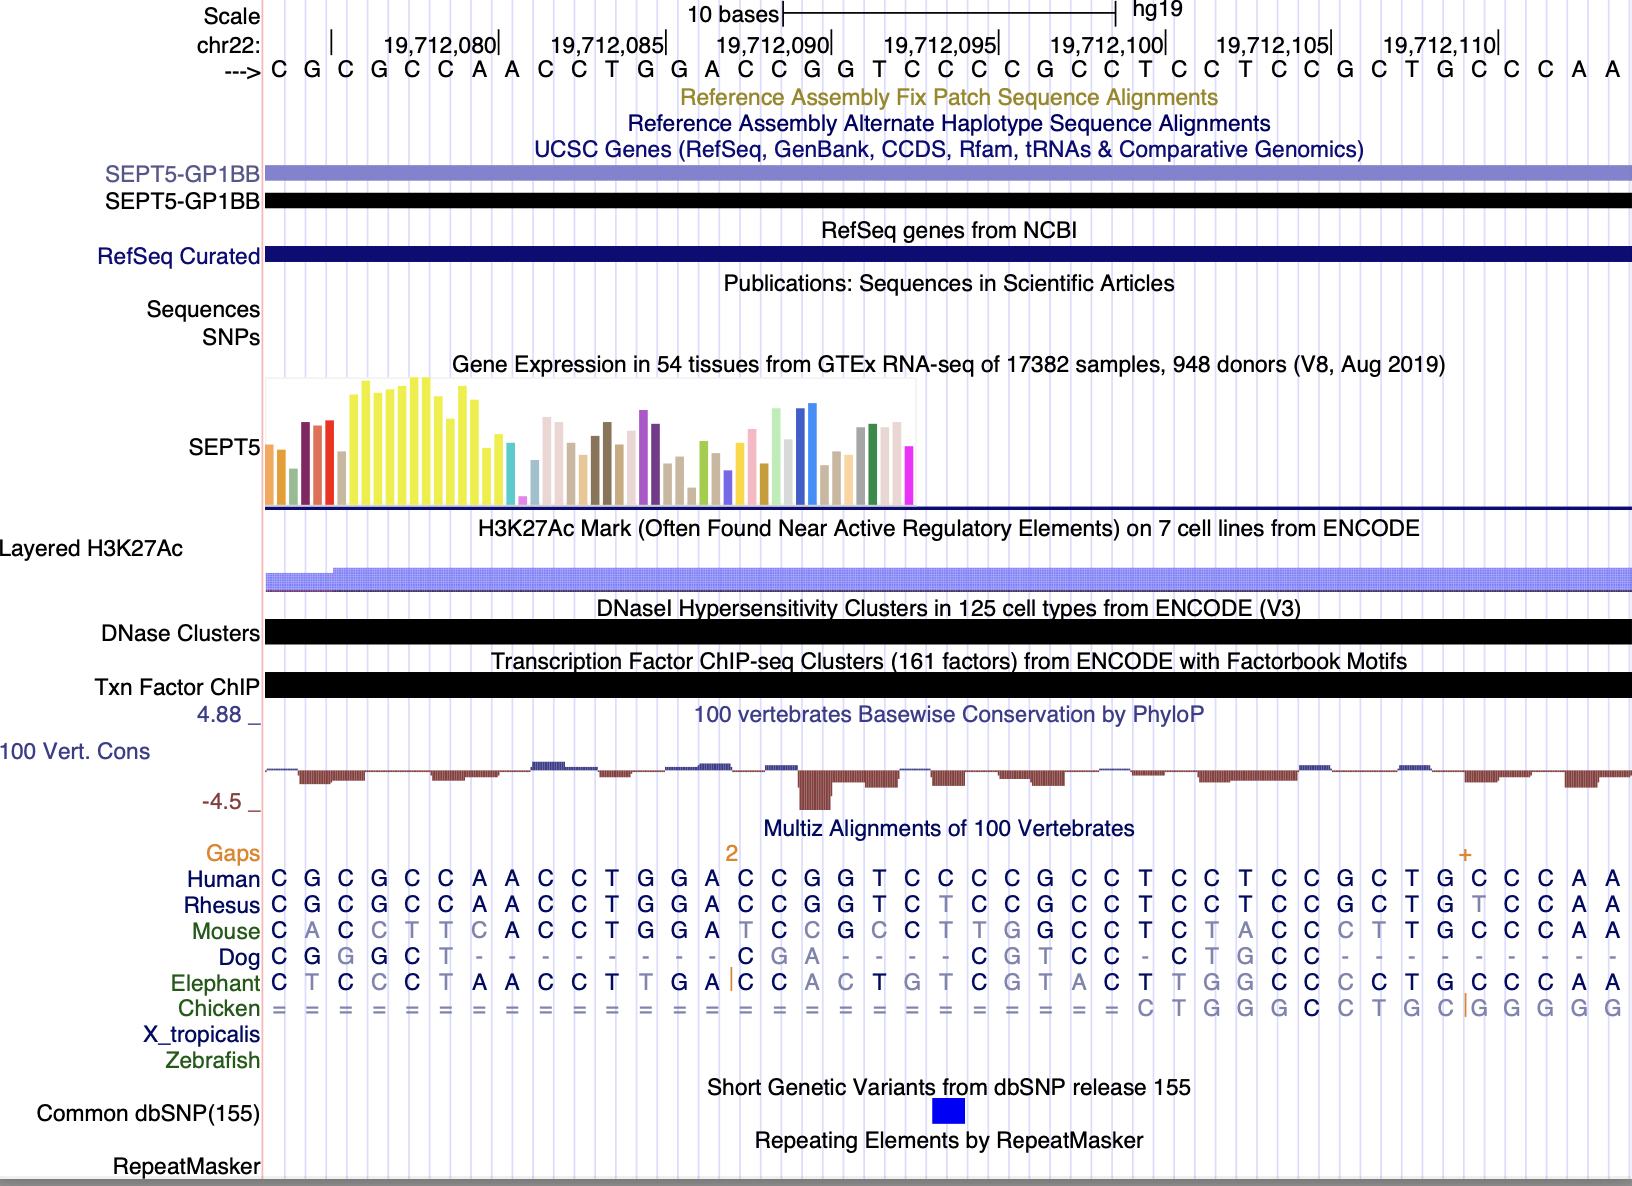 Scale 10 bases hg19
chr22: 19,712,080 19,712,085 19,712,090 19,712,095 19,712,100 19,712,105 19,712,110
---> C G C G C C A A C C T G G A C C G G T C C C C G C C T C C T C C G C T G C C C A A
Reference Assembly Fix Patch Sequence Alignments
Reference Assembly Alternate Haplotype Sequence Alignments
UCSC Genes (RefSeq, GenBank, CCDS, Rfam, tRNAs & Comparative Genomics)
SEPT5-GP1BB
SEPT5-GP1BB
RefSeq genes from NCBI
RefSeq Curated
Publications: Sequences in Scientific Articles
Sequences
SNPs
Gene Expression in 54 tissues from GTEx RNA-seq of 17382 samples, 948 donors (V8, Aug 2019)
SEPT5
H3K27Ac Mark (Often Found Near Active Regulatory Elements) on 7 cell lines from ENCODE
Layered H3K27Ac
DNaseI Hypersensitivity Clusters in 125 cell types from ENCODE (V3)
DNase Clusters
Transcription Factor ChIP-seq Clusters (161 factors) from ENCODE with Factorbook Motifs
Txn Factor ChIP
4.88 _ 100 vertebrates Basewise Conservation by PhyloP
100 Vert. Cons
-4.5 _
Multiz Alignments of 100 Vertebrates
Gaps 2 +
Human C G C G C C A A C C T G G A C C G G T C C C C G C C T C C T C C G C T G C C C A A
Rhesus C G C G C C A A C C T G G A C C G G T C T C C G C C T C C T C C G C T G T C C A A
Mouse C A C C T T C A C C T G G A T C C G C C T T G G C C T C T A C C C T T G C C C A A
Dog C G G G C T - - - - - - - - C G A - - - - C G T C C - C T G C C - - - - - - - - -
Elephant C T C C C T A A C C T T G A | C C A C T G T C G T A C T T G G C C C C T G C C C A A
Chicken = = = = = = = = = = = = = = = = = = = = = = = = = = C T G G G C C T G C | G G G G G
X_tropicalis
Zebrafish
Short Genetic Variants from dbSNP release 155
Common dbSNP(155)
Repeating Elements by RepeatMasker
RepeatMasker